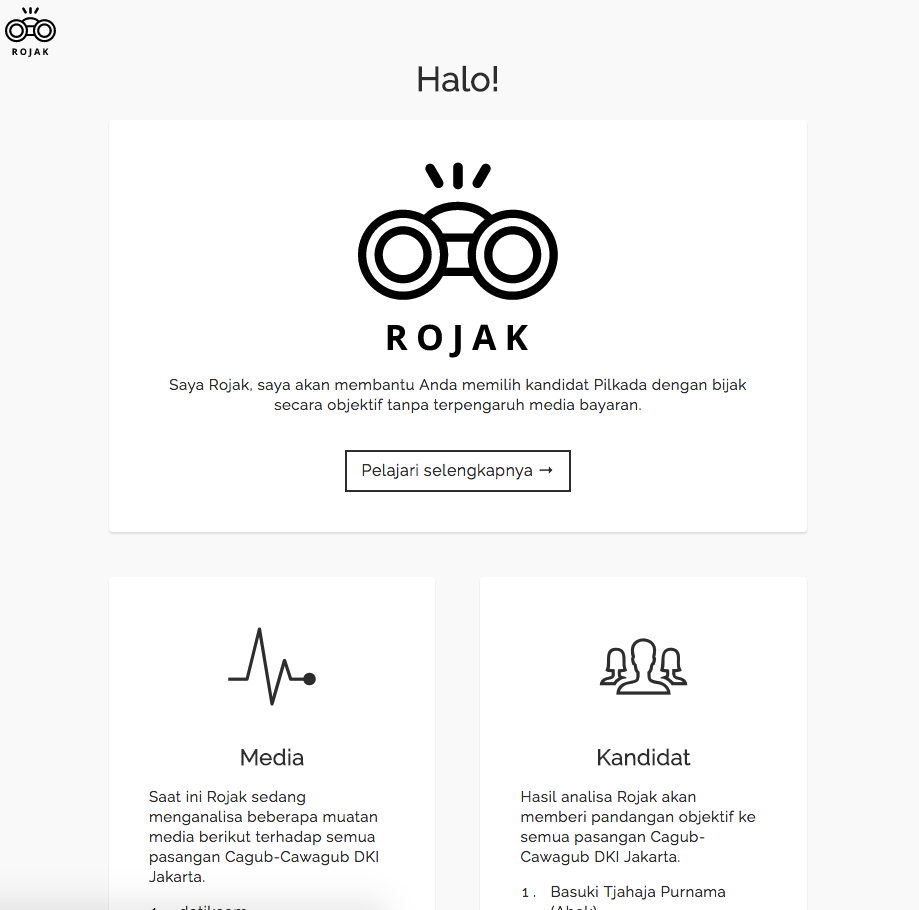 ROJAK
Halo!
ROJAK
Saya Rojak, saya akan membantu Anda memilih kandidat Pilkada dengan bijak
secara objektif tanpa terpengaruh media bayaran.
Pelajari selengkapnya →
Media
Saat ini Rojak sedang
menganalisa beberapa muatan
media berikut terhadap semua
pasangan Cagub-Cawagub DKI
Jakarta.
Kandidat
Hasil analisa Rojak akan
memberi pandangan objektif ke
semua pasangan Cagub-
Cawagub DKI Jakarta.
1. Basuki Tjahaja Purnama
(Ahok)